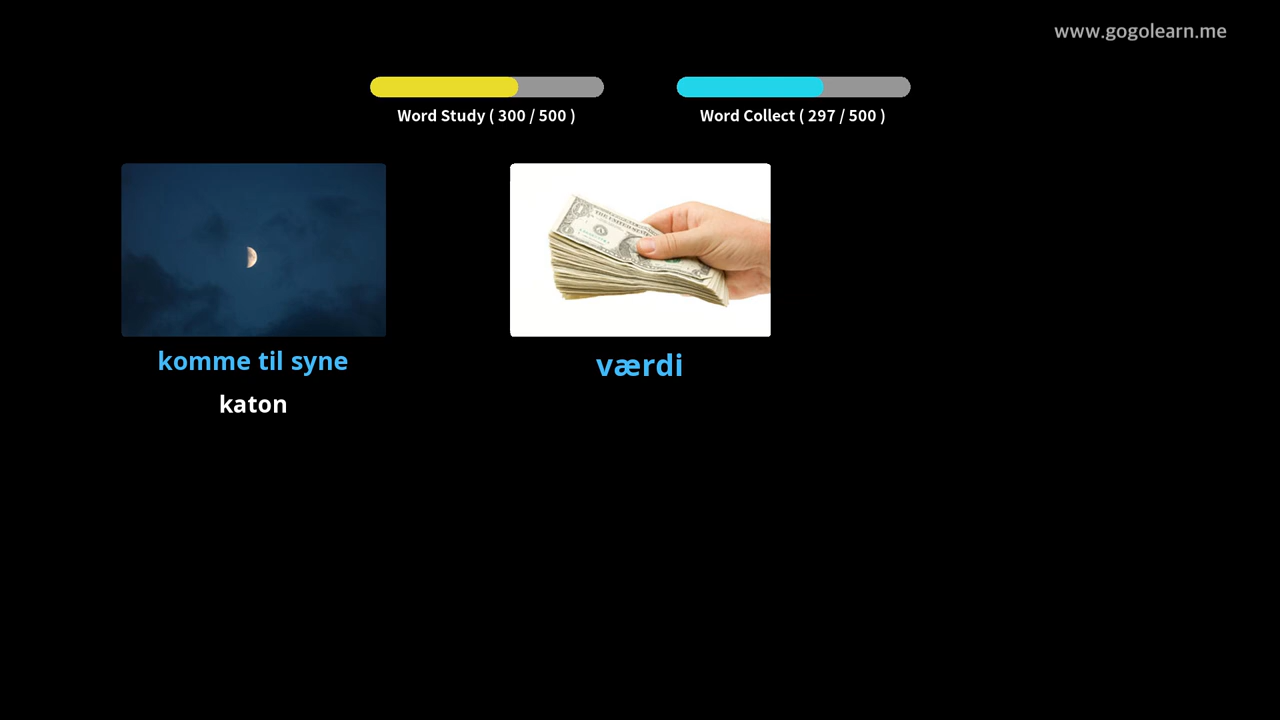 www.gogolearn.me
Word Study ( 300 / 500 )
Word Collect ( 297 / 500 )
komme til syne
katon
værdi